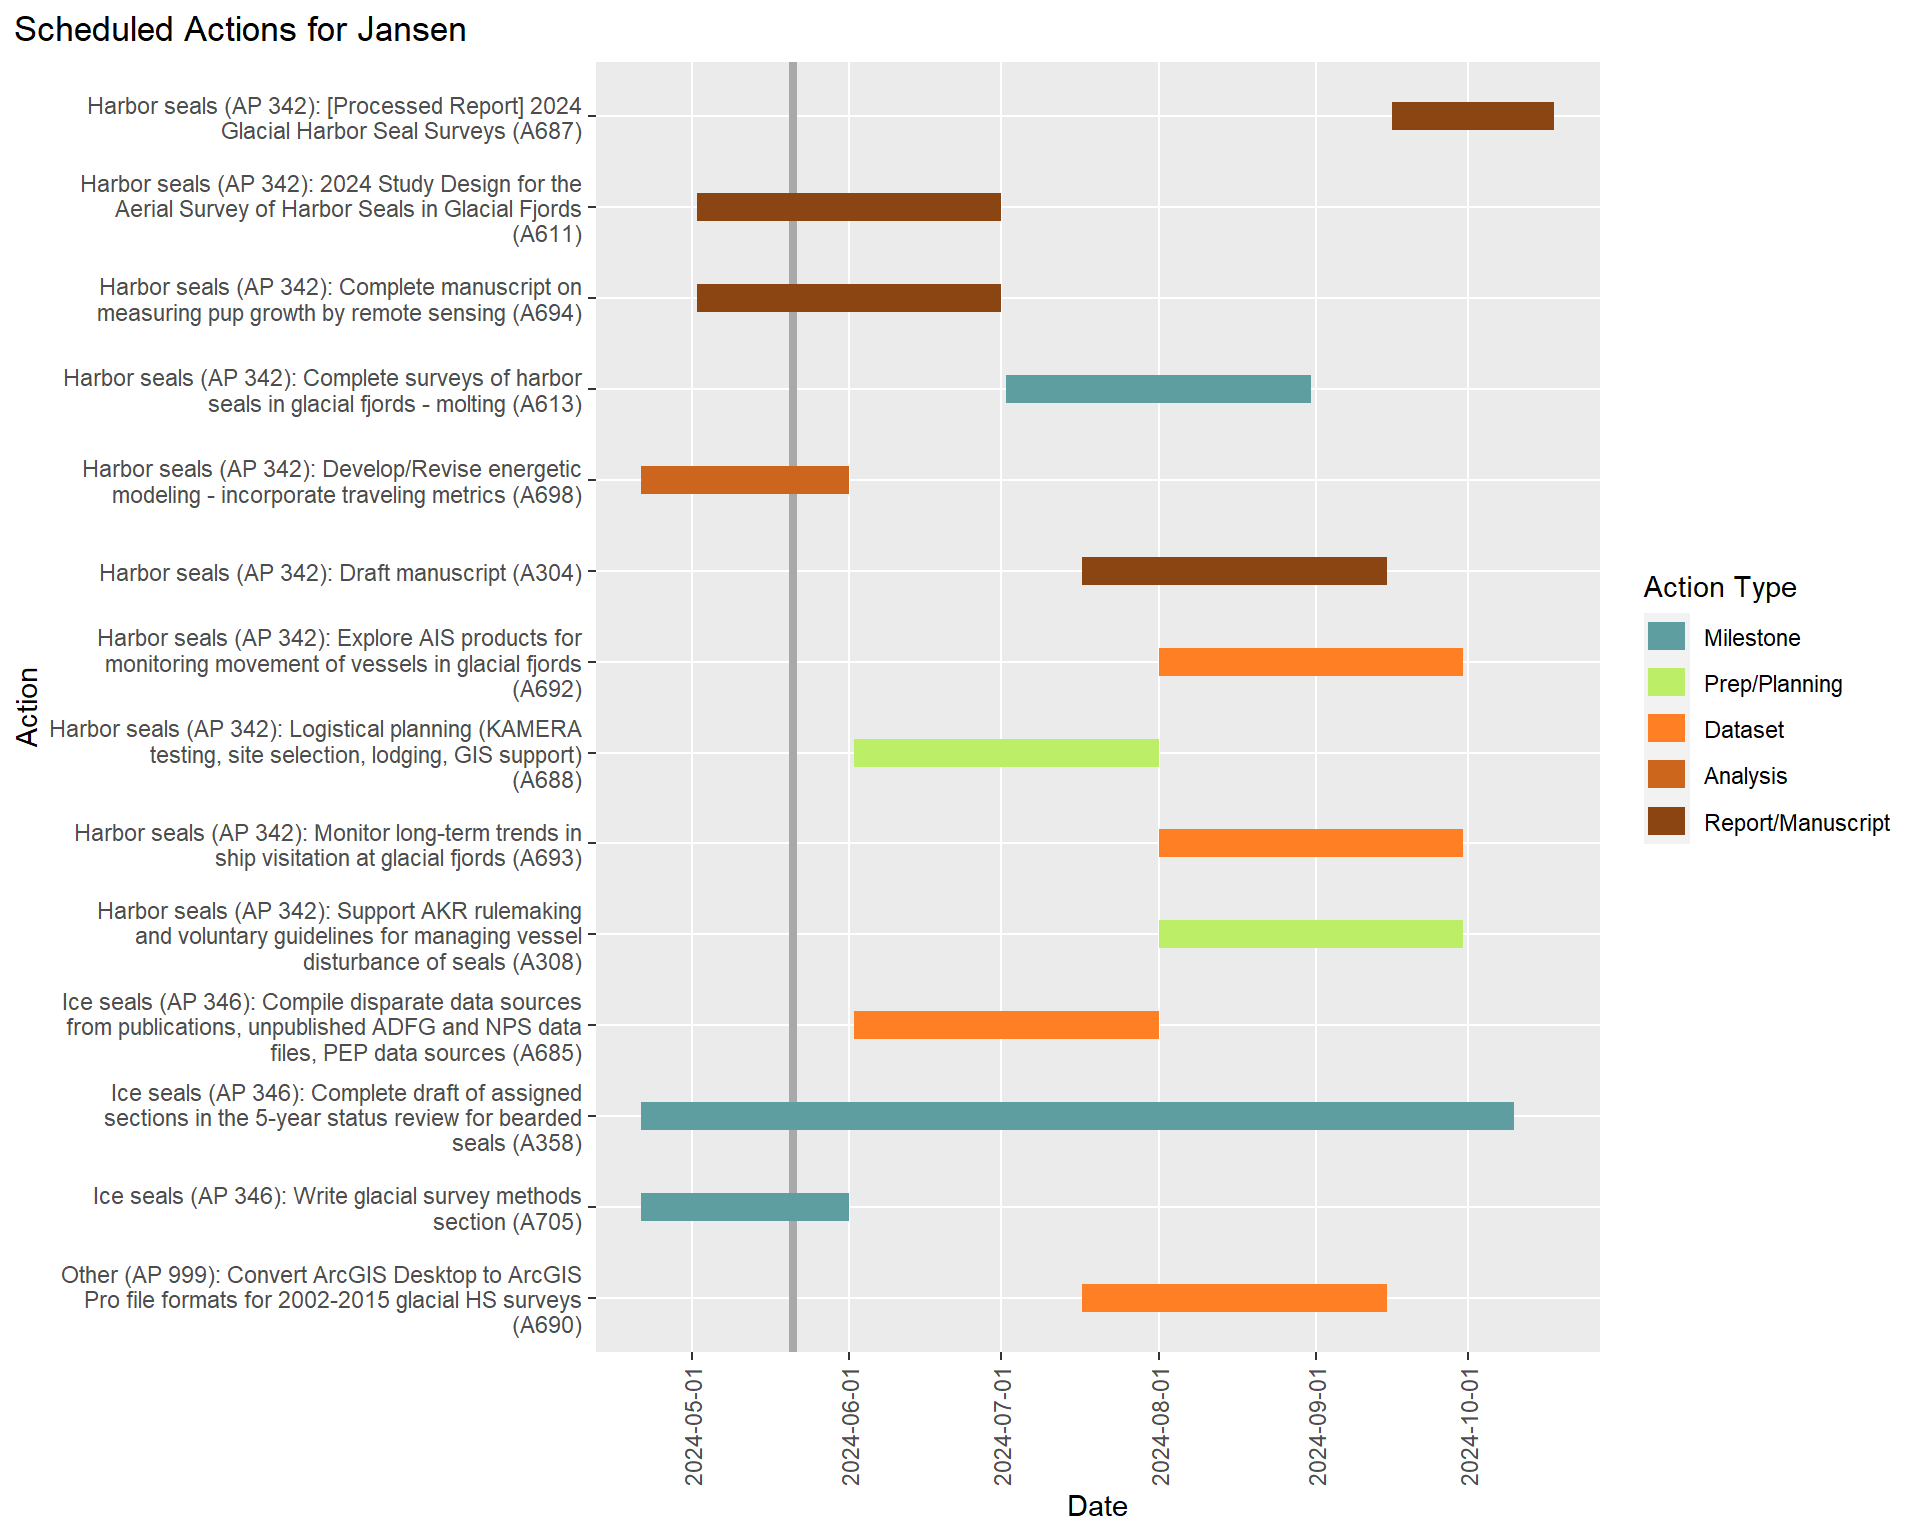 Scheduled Actions for Jansen
Harbor seals (AP 342): [Processed Report] 2024
Glacial Harbor Seal Surveys (A687)
Harbor seals (AP 342): 2024 Study Design for the
Aerial Survey of Harbor Seals in Glacial Fjords
(A611)
Harbor seals (AP 342): Complete manuscript on
measuring pup growth by remote sensing (A694)
Harbor seals (AP 342): Complete surveys of harbor
seals in glacial fjords - molting (A613)
Harbor seals (AP 342): Develop/Revise energetic
modeling - incorporate traveling metrics (A698)
Harbor seals (AP 342): Draft manuscript (A304)
Harbor seals (AP 342): Explore AIS products for
monitoring movement of vessels in glacial fjords
(A692)
Harbor seals (AP 342): Logistical planning (KAMERA
testing, site selection, lodging, GIS support)
(A688)
Harbor seals (AP 342): Monitor long-term trends in
ship visitation at glacial fjords (A693)
Harbor seals (AP 342): Support AKR rulemaking
and voluntary guidelines for managing vessel
disturbance of seals (A308)
Ice seals (AP 346): Compile disparate data sources
from publications, unpublished ADFG and NPS data
files, PEP data sources (A685)
Ice seals (AP 346): Complete draft of assigned
sections in the 5-year status review for bearded
seals (A358)
Ice seals (AP 346): Write glacial survey methods
section (A705)
Other (AP 999): Convert ArcGIS Desktop to ArcGIS
Pro file formats for 2002-2015 glacial HS surveys
(A690)
Action
2024-05-01
2024-06-01
2024-07-01
2024-08-01
2024-09-01
2024-10-01
Date
Action Type
Milestone
Prep/Planning
Dataset
Analysis
Report/Manuscript